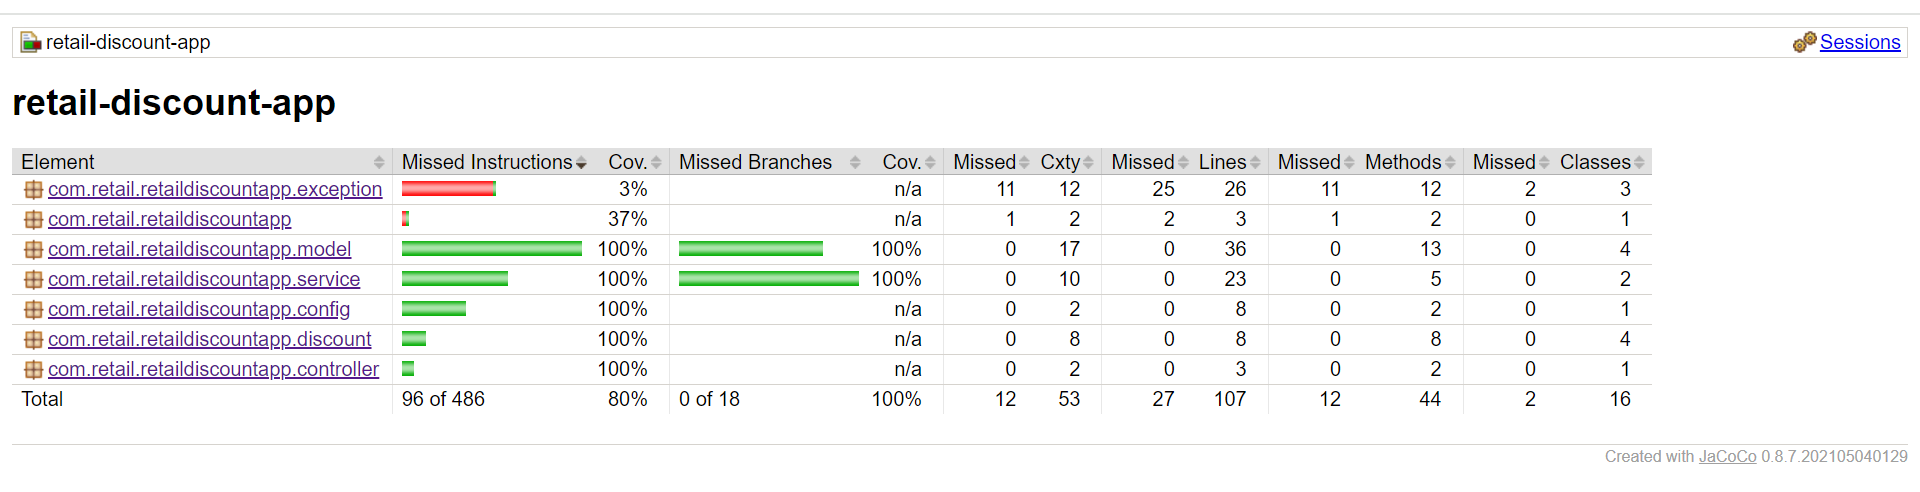 retail-discount-app Sessions
retail-discount-app
Element Missed Instructions Cov. Missed Branches Cov. Missed Cxty Missed Lines Missed Methods Missed Classes
com.retail.retaildiscountapp.exception 3% n/a 11 12 25 26 11 12 2 3
com.retail.retaildiscountapp 37% n/a 1 2 2 3 1 2 0 1
com.retail.retaildiscountapp.model 100% 100% 0 17 0 36 0 13 0 4
com.retail.retaildiscountapp.service 100% 100% 0 10 0 23 0 5 0 2
com.retail.retaildiscountapp.config 100% n/a 0 2 0 8 0 2 0 1
com.retail.retaildiscountapp.discount 100% n/a 0 8 0 8 0 8 0 4
com.retail.retaildiscountapp.controller 100% n/a 0 2 0 3 0 2 0 1
Total 96 of 486 80% 0 of 18 100% 12 53 27 107 12 44 2 16
Created with JaCoCo 0.8.7.202105040129